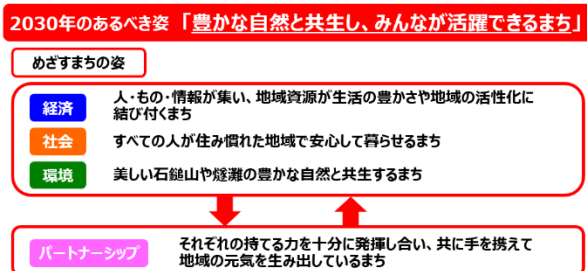 2030年のあるべき姿「豊かな自然と共生し、みんなが活躍できるまち」
めざすまちの姿
経済
人・もの・情報が集い、地域資源が生活の豊かさや地域の活性化に
結び付くまち
社会
すべての人が住み慣れた地域で安心して暮らせるまち
環境
美しい石鎚山や燧灘の豊かな自然と共生するまち
パートナーシップ
それぞれの持てる力を十分に発揮し合い、共に手を携えて
地域の元気を生み出しているまち